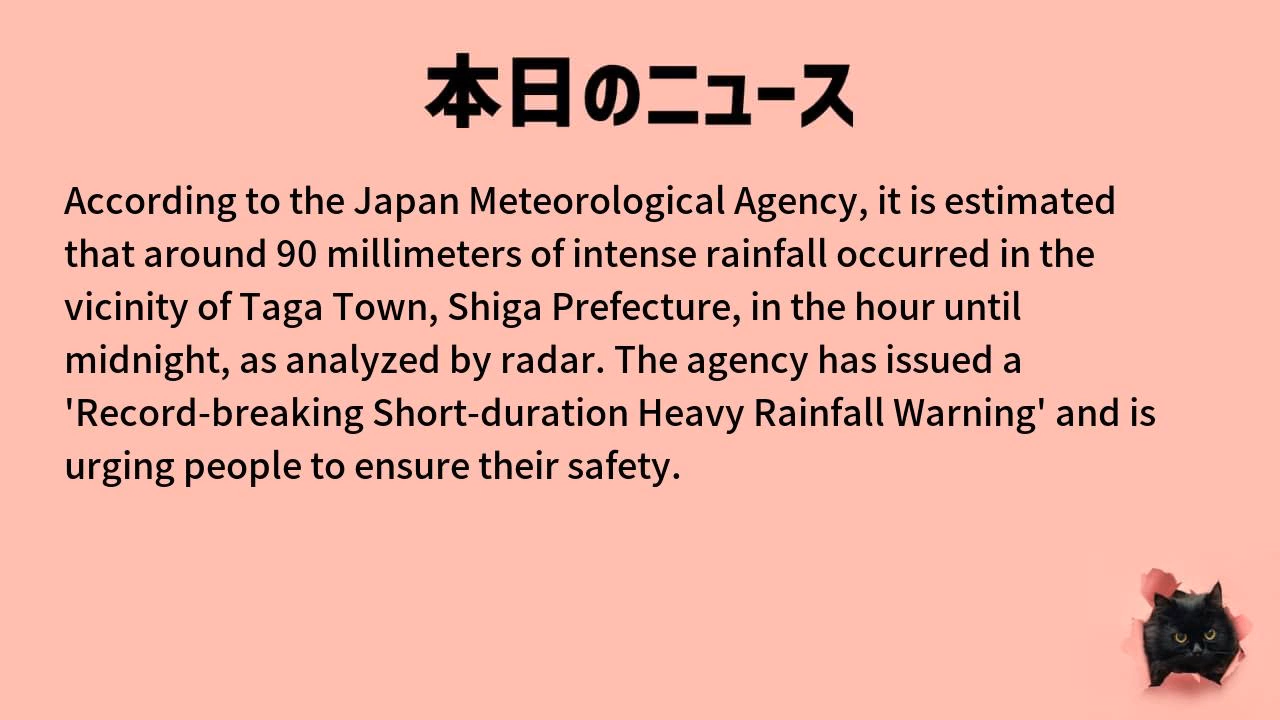 本日のニュース
According to the Japan Meteorological Agency, it is estimated
that around 90 millimeters of intense rainfall occurred in the
vicinity of Taga Town, Shiga Prefecture, in the hour until
midnight, as analyzed by radar. The agency has issued a
'Record-breaking Short-duration Heavy Rainfall Warning' and is
urging people to ensure their safety.